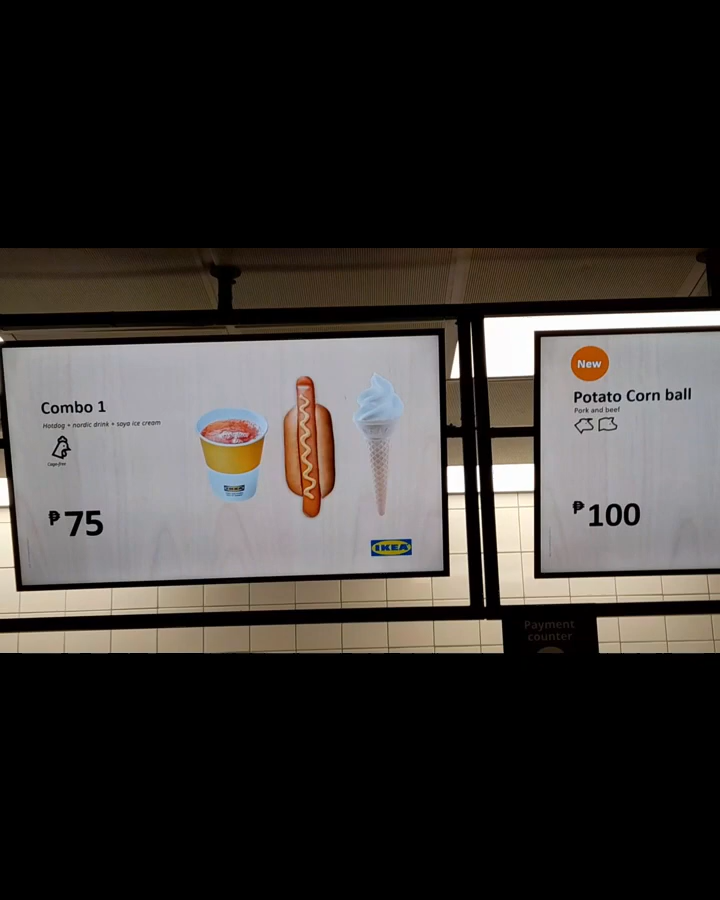 Combo 1
Hotdog + nordic drink + soya ice cream
Cage-free
₱75
IKEA
IKEA
New
Potato Corn ball
Pork and beef
₱100
Payment
counter